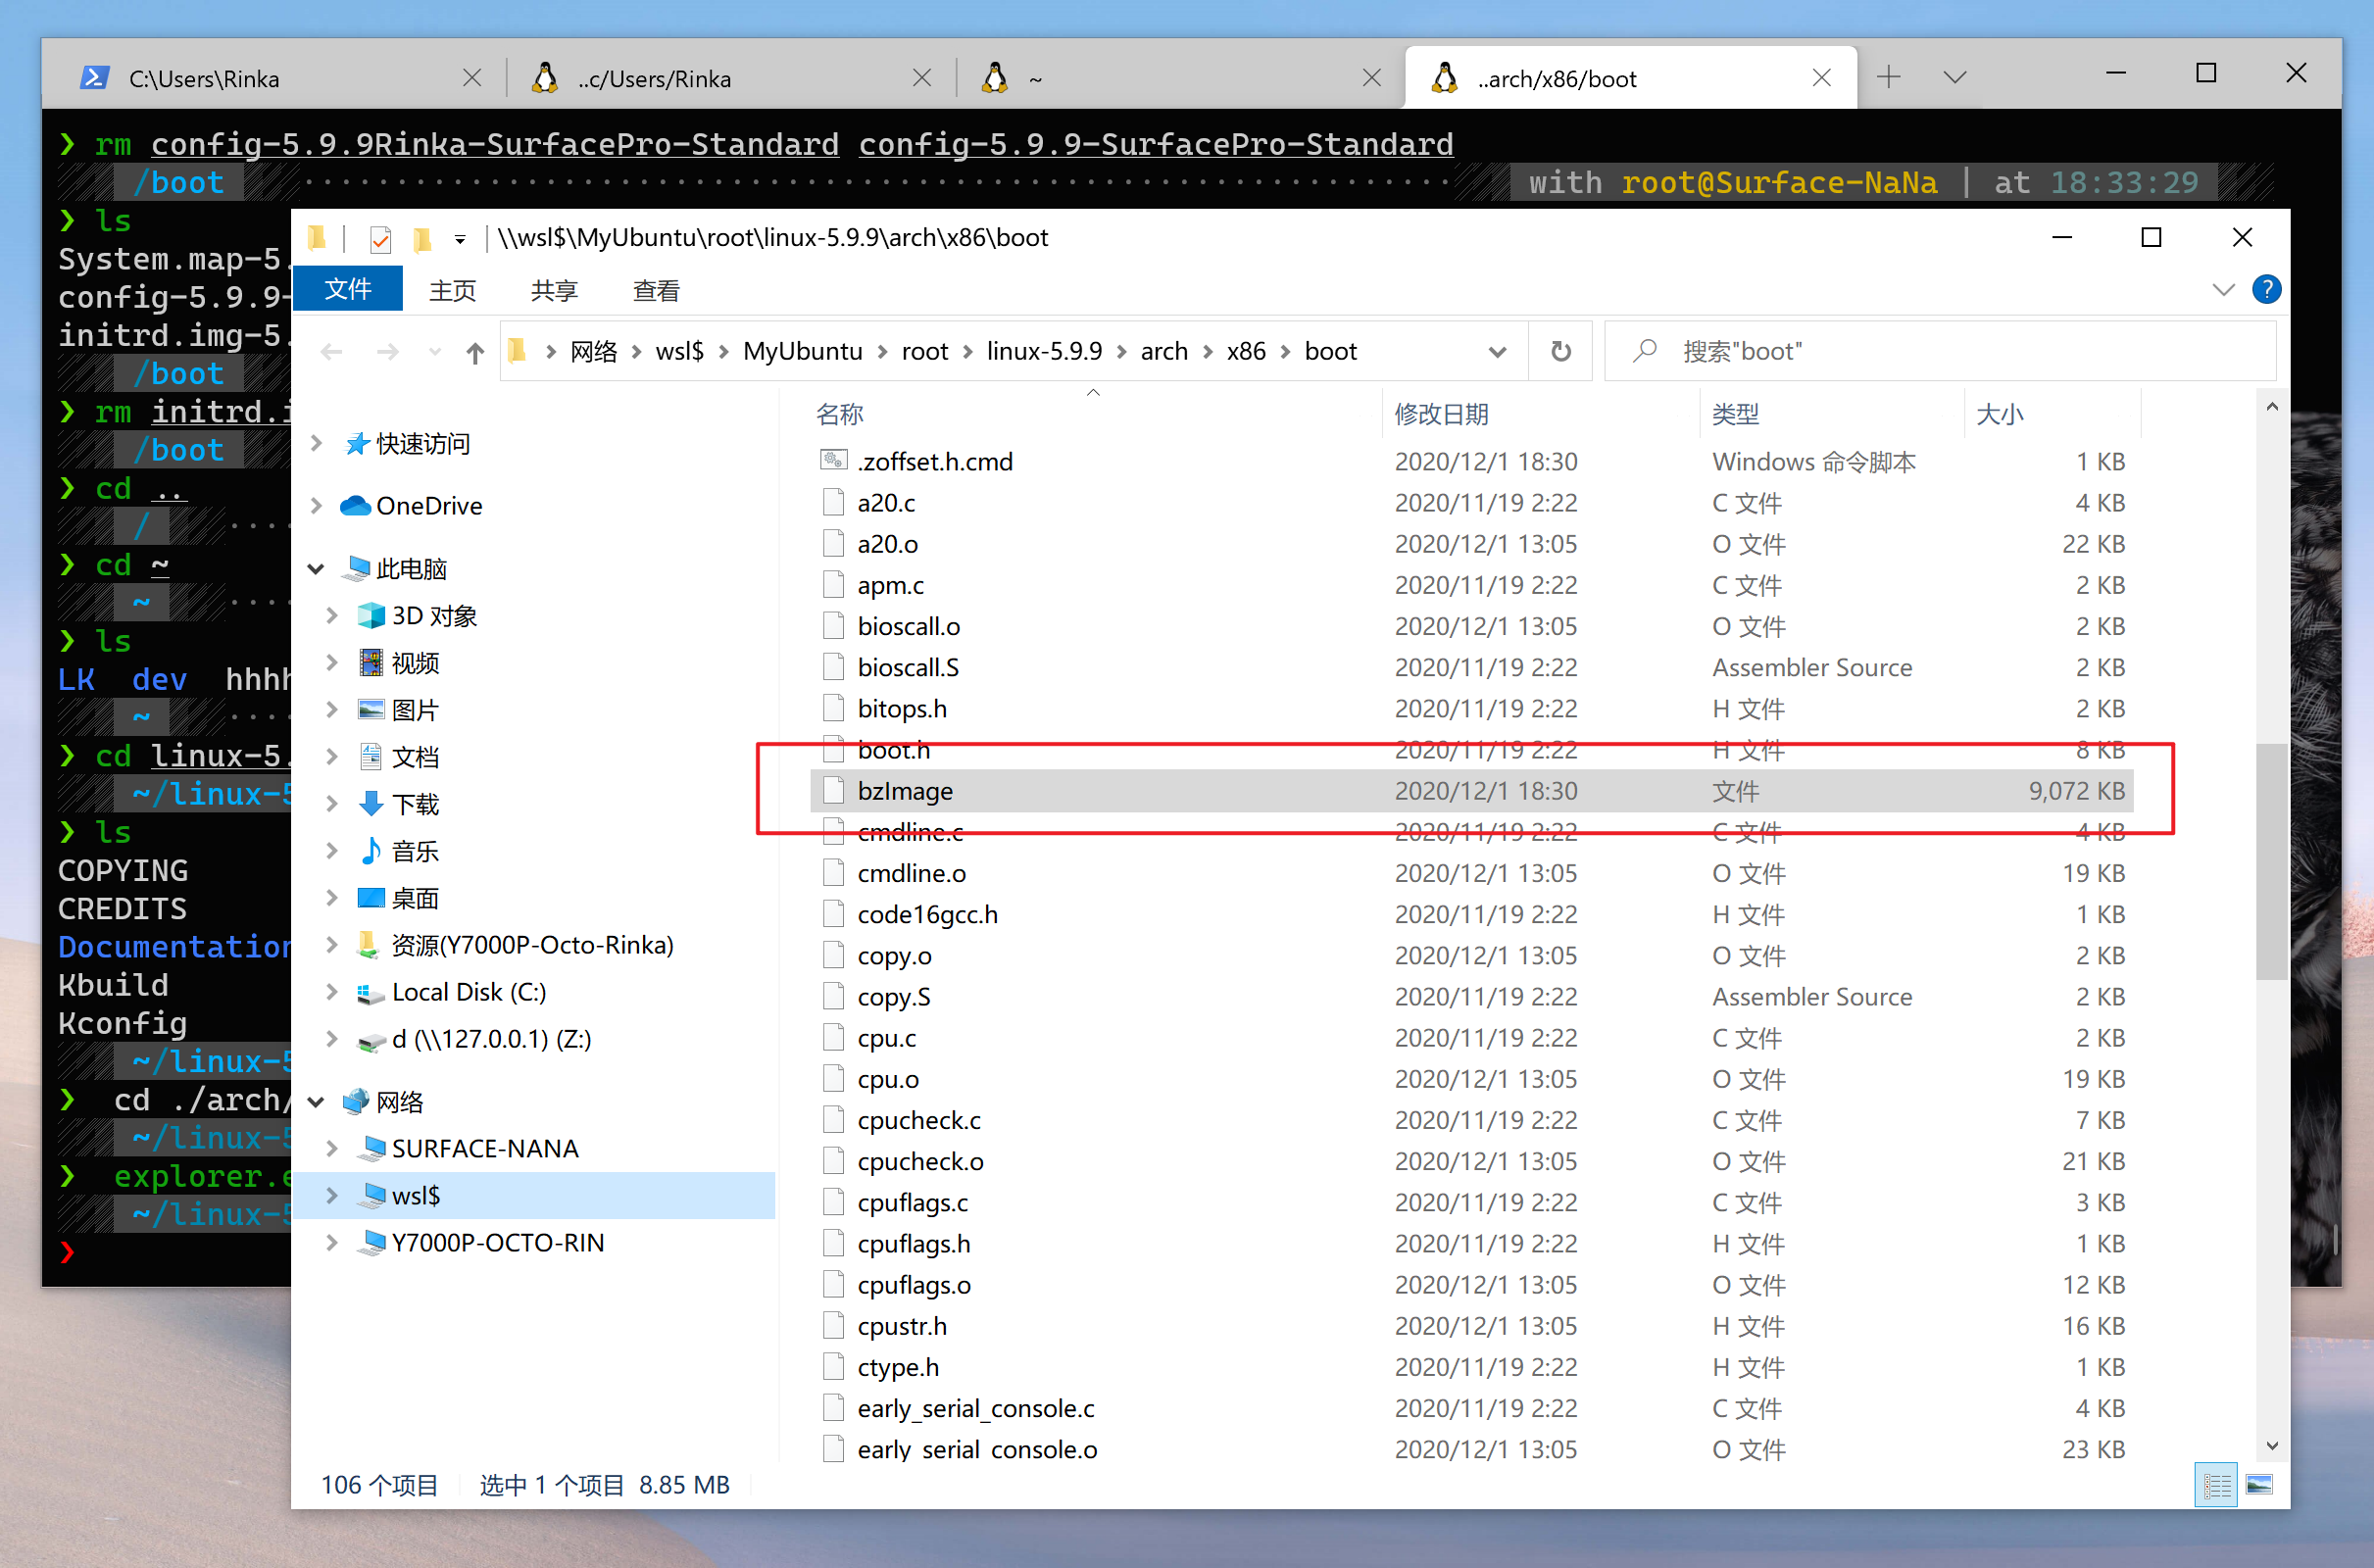 C:\Users\Rinka
..c/Users/Rinka
~
..arch/x86/boot
❯ rm config-5.9.9Rinka-SurfacePro-Standard config-5.9.9-SurfacePro-Standard
/boot with root@Surface-NaNa | at 18:33:29
❯ ls
System.map-5.
config-5.9.9-
initrd.img-5.
/boot
❯ rm initrd.i
/boot
❯ cd ..
/
❯ cd ~
~
❯ ls
LK dev hhhh
~
❯ cd linux-5.
~/linux-5
❯ ls
COPYING
CREDITS
Documentation
Kbuild
Kconfig
~/linux-5
❯ cd ./arch/
~/linux-5
❯ explorer.e
~/linux-5
❯
\\wsl$\MyUbuntu\root\linux-5.9.9\arch\x86\boot
文件 主页 共享 查看
网络 > wsl$ > MyUbuntu > root > linux-5.9.9 > arch > x86 > boot
搜索"boot"
快速访问
OneDrive
此电脑
3D 对象
视频
图片
文档
下载
音乐
桌面
资源(Y7000P-Octo-Rinka)
Local Disk (C:)
d (\\127.0.0.1) (Z:)
网络
SURFACE-NANA
wsl$
Y7000P-OCTO-RIN
名称 修改日期 类型 大小
.zoffset.h.cmd 2020/12/1 18:30 Windows 命令脚本 1 KB
a20.c 2020/11/19 2:22 C 文件 4 KB
a20.o 2020/12/1 13:05 O 文件 22 KB
apm.c 2020/11/19 2:22 C 文件 2 KB
bioscall.o 2020/12/1 13:05 O 文件 2 KB
bioscall.S 2020/11/19 2:22 Assembler Source 2 KB
bitops.h 2020/11/19 2:22 H 文件 2 KB
boot.h 2020/11/19 2:22 H 文件 8 KB
bzImage 2020/12/1 18:30 文件 9,072 KB
cmdline.c 2020/11/19 2:22 C 文件 4 KB
cmdline.o 2020/12/1 13:05 O 文件 19 KB
code16gcc.h 2020/11/19 2:22 H 文件 1 KB
copy.o 2020/12/1 13:05 O 文件 2 KB
copy.S 2020/11/19 2:22 Assembler Source 2 KB
cpu.c 2020/11/19 2:22 C 文件 2 KB
cpu.o 2020/12/1 13:05 O 文件 19 KB
cpucheck.c 2020/11/19 2:22 C 文件 7 KB
cpucheck.o 2020/12/1 13:05 O 文件 21 KB
cpuflags.c 2020/11/19 2:22 C 文件 3 KB
cpuflags.h 2020/11/19 2:22 H 文件 1 KB
cpuflags.o 2020/12/1 13:05 O 文件 12 KB
cpustr.h 2020/12/1 13:05 H 文件 16 KB
ctype.h 2020/11/19 2:22 H 文件 1 KB
early_serial_console.c 2020/11/19 2:22 C 文件 4 KB
early_serial_console.o 2020/12/1 13:05 O 文件 23 KB
106 个项目 选中 1 个项目 8.85 MB